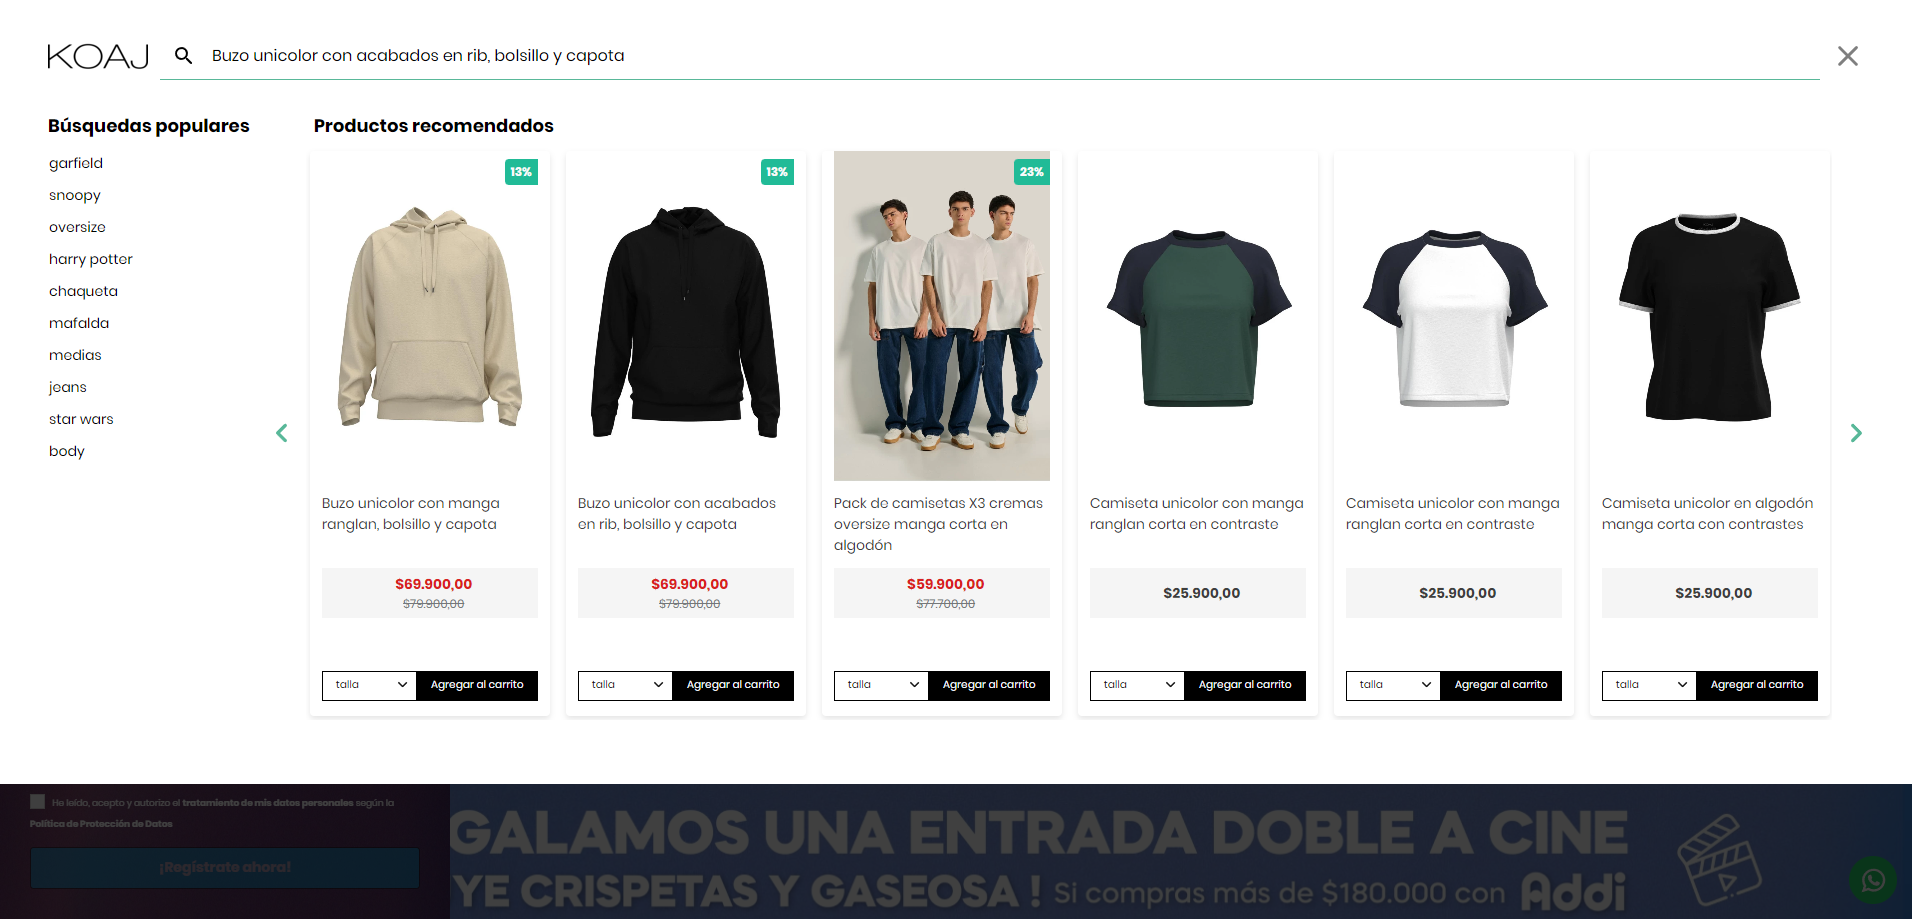 KOAJ
Buzo unicolor con acabados en rib, bolsillo y capota
Búsquedas populares
garfield
snoopy
oversize
harry potter
chaqueta
mafalda
medias
jeans
star wars
body
Productos recomendados
13%
Buzo unicolor con manga
ranglan, bolsillo y capota
$69.900,00
$79.900,00
talla
Agregar al carrito
13%
Buzo unicolor con acabados
en rib, bolsillo y capota
$69.900,00
$79.900,00
talla
Agregar al carrito
23%
Pack de camisetas X3 cremas
oversize manga corta en
algodón
$59.900,00
$77.700,00
talla
Agregar al carrito
Camiseta unicolor con manga
ranglan corta en contraste
$25.900,00
talla
Agregar al carrito
Camiseta unicolor con manga
ranglan corta en contraste
$25.900,00
talla
Agregar al carrito
Camiseta unicolor en algodón
manga corta con contrastes
$25.900,00
talla
Agregar al carrito
He leído, acepto y autorizo el tratamiento de mis datos personales según la
Política de Protección de Datos
¡Regístrate ahora!
GALAMOS UNA ENTRADA DOBLE A CINE
YE CRISPETAS Y GASEOSA ! Si compras más de $180.000 con Addi